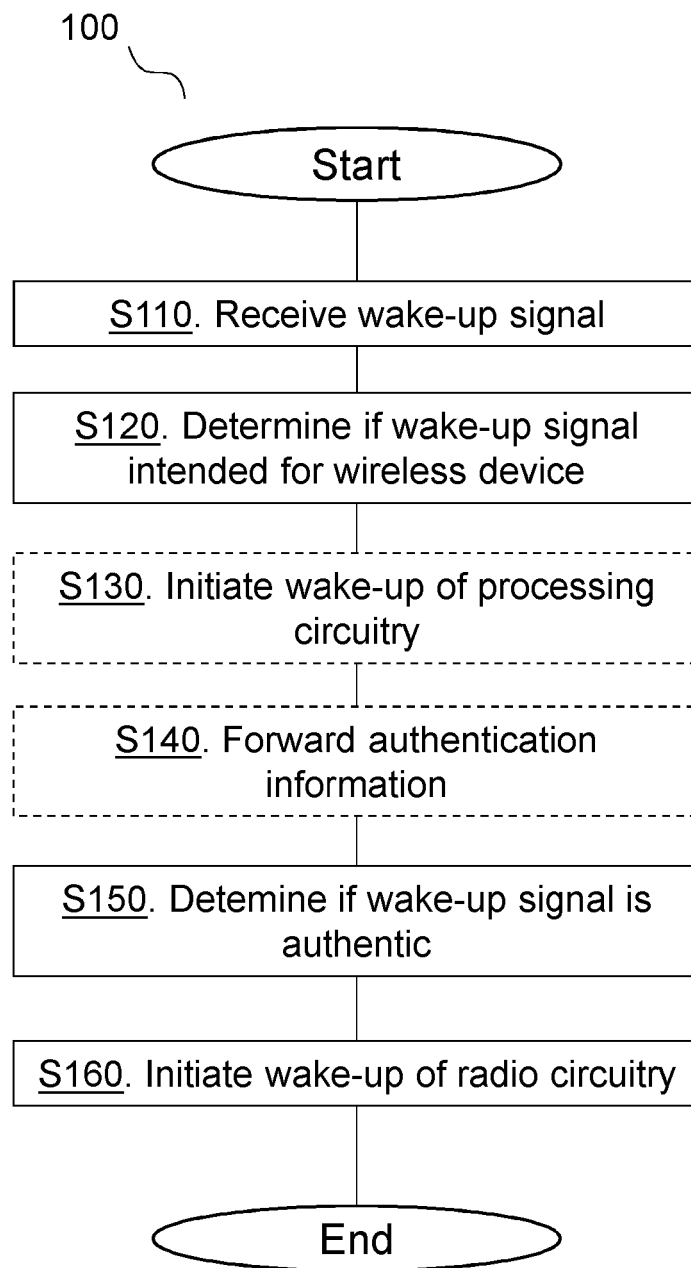 100
Start
S110. Receive wake-up signal
S120. Determine if wake-up signal
intended for wireless device
S130. Initiate wake-up of processing
circuitry
S140. Forward authentication
information
S150. Detemine if wake-up signal is
authentic
S160. Initiate wake-up of radio circuitry
End